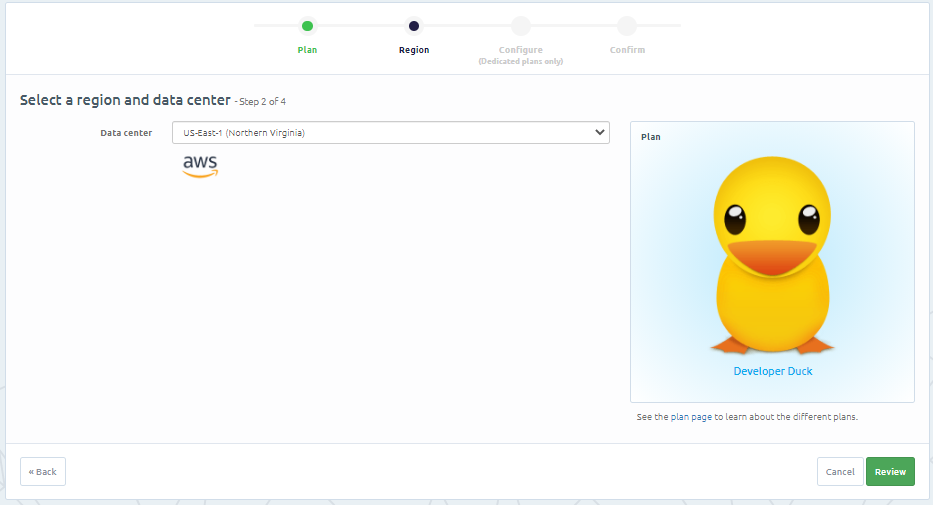 Plan
Region
Configure
(Dedicated plans only)
Confirm
Select a region and data center - Step 2 of 4
Data center
US-East-1 (Northern Virginia)
aws
Plan
Developer Duck
See the plan page to learn about the different plans.
« Back
Cancel
Review